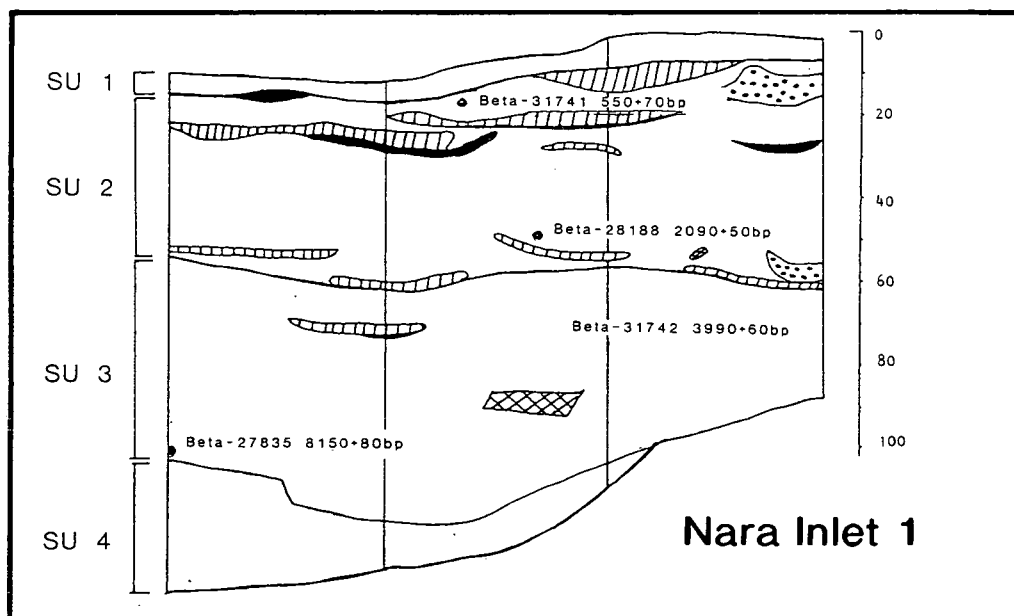 0
SU 1
Beta-31741 550+70bp
20
SU 2
40
Beta-28188 2090+50bp
60
Beta-31742 3990+60bp
SU 3
80
Beta-27835 8150+80bp
100
Nara Inlet 1
SU 4